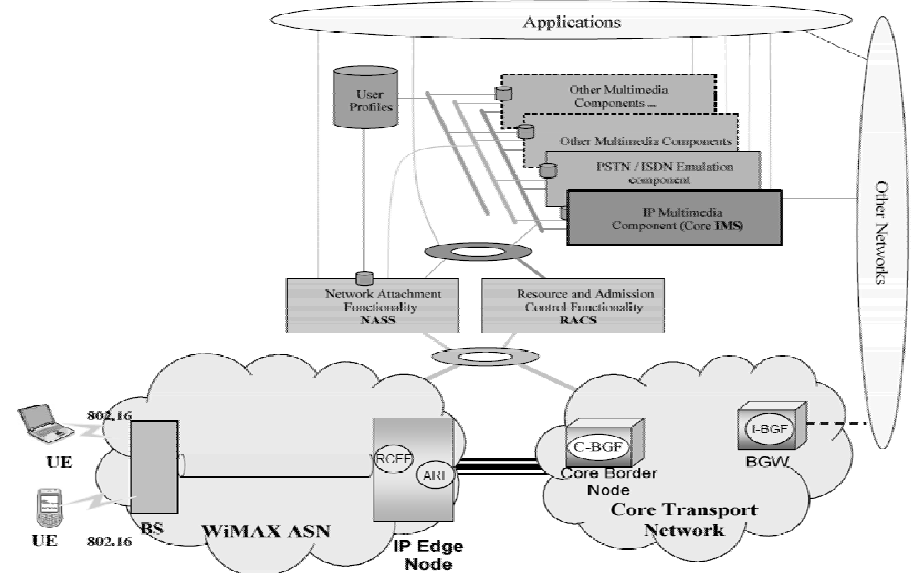 Applications
User
Profiles
Other Multimedia
Components ...
Other Multimedia Components
PSTN / ISDN Emulation
component
IP Multimedia
Component (Core IMS)
Other Networks
Network Attachment
Functionality
NASS
Resource and Admission
Control Functionality
RACS
802.16
UE
UE
802.16
BS
WiMAX ASN
RCEF
ARF
IP Edge
Node
C-BGF
Core Border
Node
I-BGF
BGW
Core Transport
Network